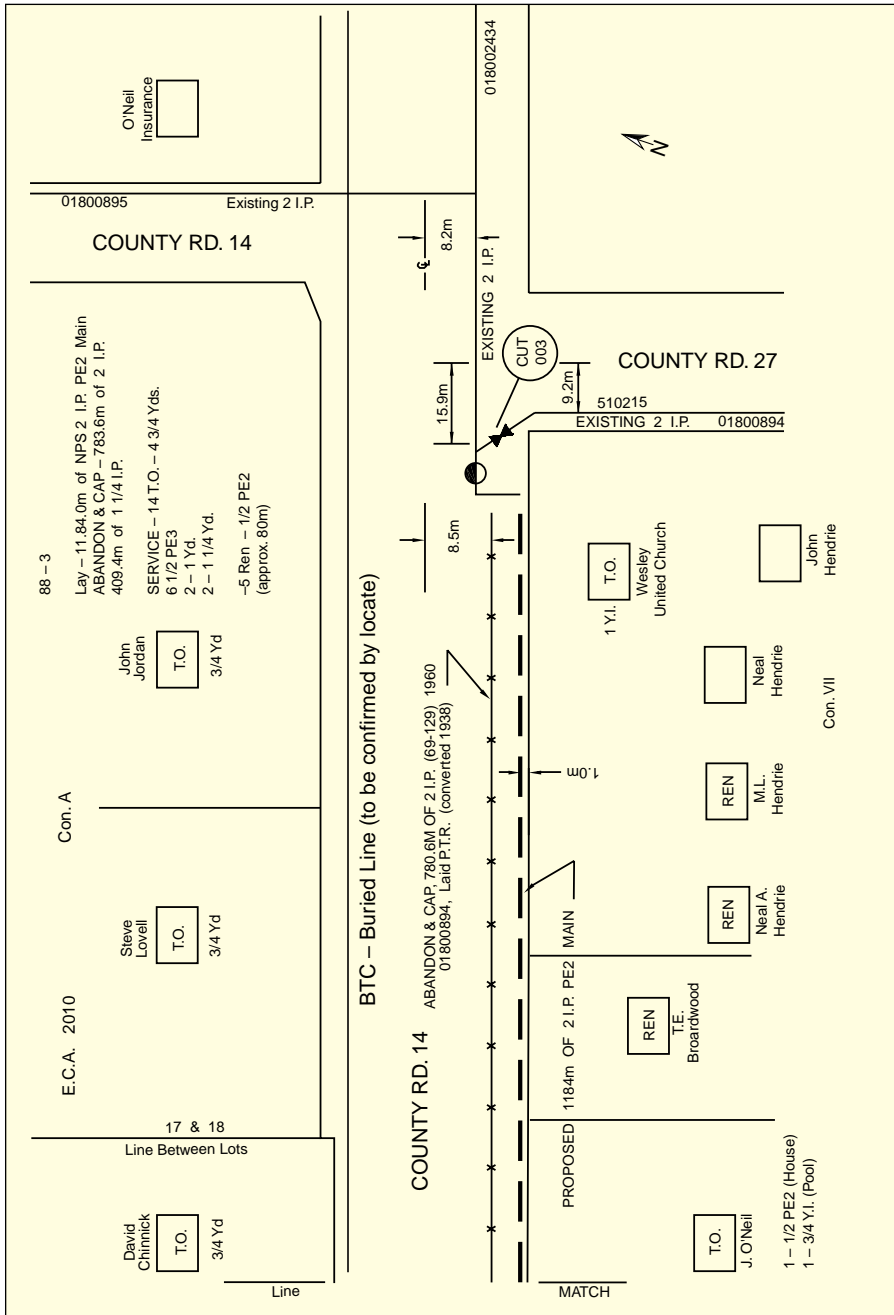 O'Neil
Insurance
01800895
Existing 2 I.P.
COUNTY RD. 14
018002434
N
88 – 3
Lay – 11.84.0m of NPS 2 I.P. PE2 Main
ABANDON & CAP – 783.6m of 2 I.P.
409.4m of 1 1/4 I.P.
SERVICE – 14 T.O. – 4 3/4 Yds.
6 1/2 PE3
2 – 1 Yd.
2 – 1 1/4 Yd.
–5 Ren – 1/2 PE2
(approx. 80m)
℄
8.2m
EXISTING 2 I.P.
CUT
003
15.9m
9.2m
COUNTY RD. 27
510215
EXISTING 2 I.P.
01800894
Con. A
John
Jordan
T.O.
3/4 Yd
Steve
Lovell
T.O.
3/4 Yd
E.C.A. 2010
17 & 18
Line Between Lots
David
Chinnick
T.O.
3/4 Yd
Line
BTC – Buried Line (to be confirmed by locate)
8.5m
COUNTY RD. 14
ABANDON & CAP, 780.6M OF 2 I.P. (69-129) 1960
01800894, Laid P.T.R. (converted 1938)
1.0m
PROPOSED 1184m OF 2 I.P. PE2 MAIN
MATCH
1 Y.I.
T.O.
Wesley
United Church
John
Hendrie
Neal
Hendrie
Con. VII
REN
M.L.
Hendrie
REN
Neal A.
Hendrie
REN
T.E.
Broardwood
T.O.
J. O'Neil
1 – 1/2 PE2 (House)
1 – 3/4 Y.I. (Pool)